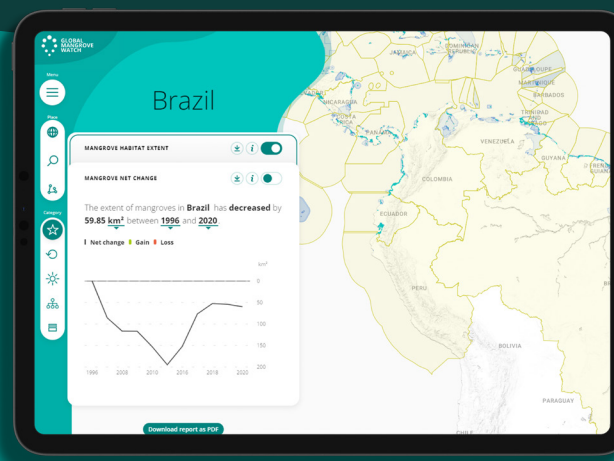 GLOBAL
MANGROVE
WATCH
Menu
Place
Category
Brazil
MANGROVE HABITAT EXTENT
MANGROVE NET CHANGE
The extent of mangroves in Brazil has decreased by
59.85 km² between 1996 and 2020.
Net change Gain Loss
km²
0
50
100
150
200
1996 2008 2010 2016 2018 2020
Download report as PDF
JAMAICA
DOMINICAN
REPUBLIC
GUADELOUPE
MARTINIQUE
BARBADOS
NICARAGUA
COSTA
RICA
PANAMA
TRINIDAD
AND
TOBAGO
VENEZUELA
GUYANA
COLOMBIA
ECUADOR
PERU
BOLIVIA
PARAGUAY
CHILE